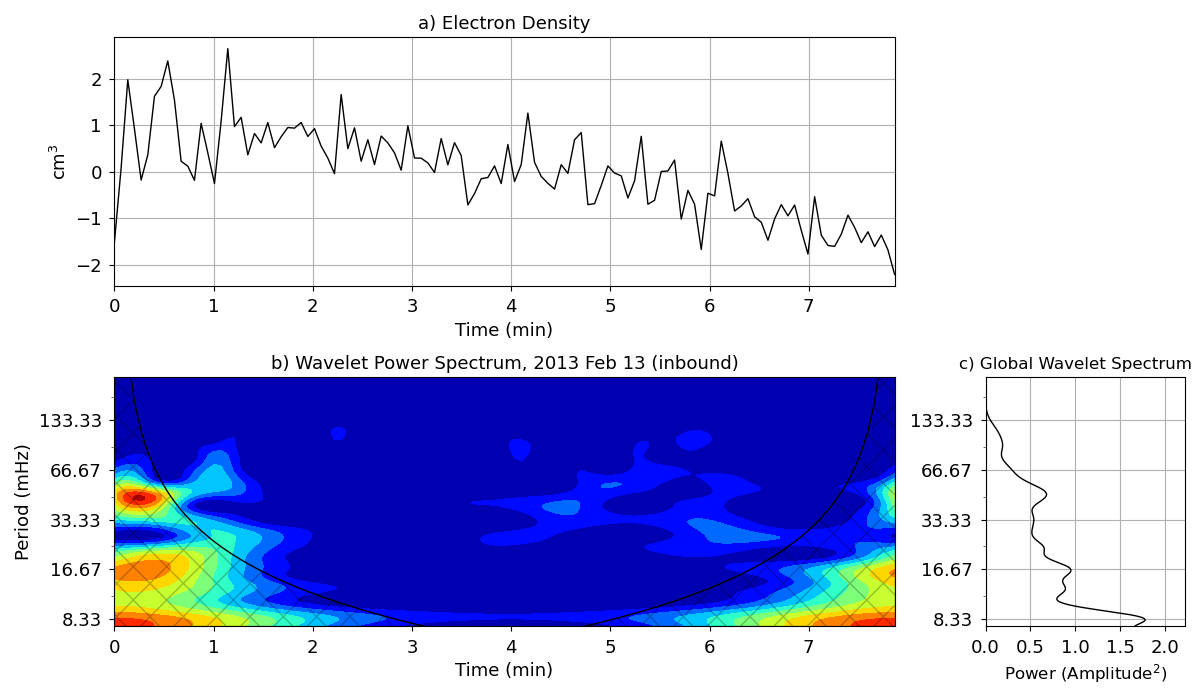 a) Electron Density
cm³
2
1
0
−1
−2
0 1 2 3 4 5 6 7
Time (min)
b) Wavelet Power Spectrum, 2013 Feb 13 (inbound)
Period (mHz)
133.33
66.67
33.33
16.67
8.33
0 1 2 3 4 5 6 7
Time (min)
c) Global Wavelet Spectrum
133.33
66.67
33.33
16.67
8.33
0.0 0.5 1.0 1.5 2.0
Power (Amplitude²)